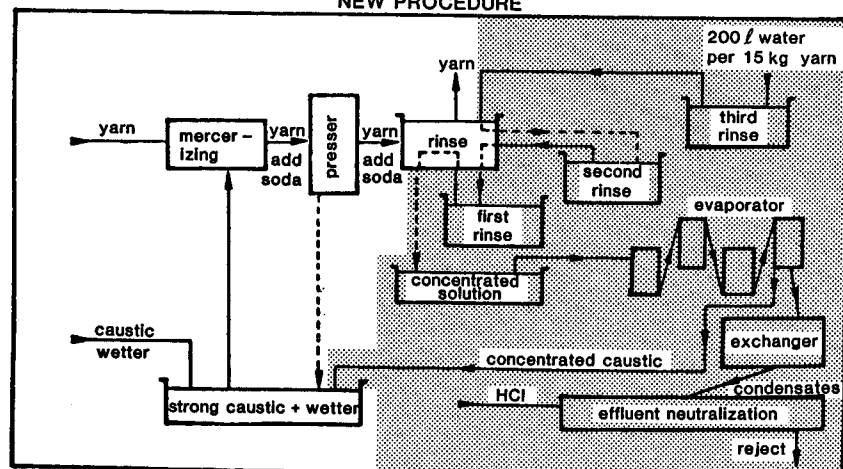 NEW PROCEDURE
200 ℓ water
per 15 kg yarn
yarn
yarn
mercer-
izing
yarn
add
soda
presser
yarn
add
soda
rinse
third
rinse
second
rinse
first
rinse
evaporator
concentrated
solution
caustic
wetter
concentrated caustic
exchanger
strong caustic + wetter
HCl
condensates
effluent neutralization
reject